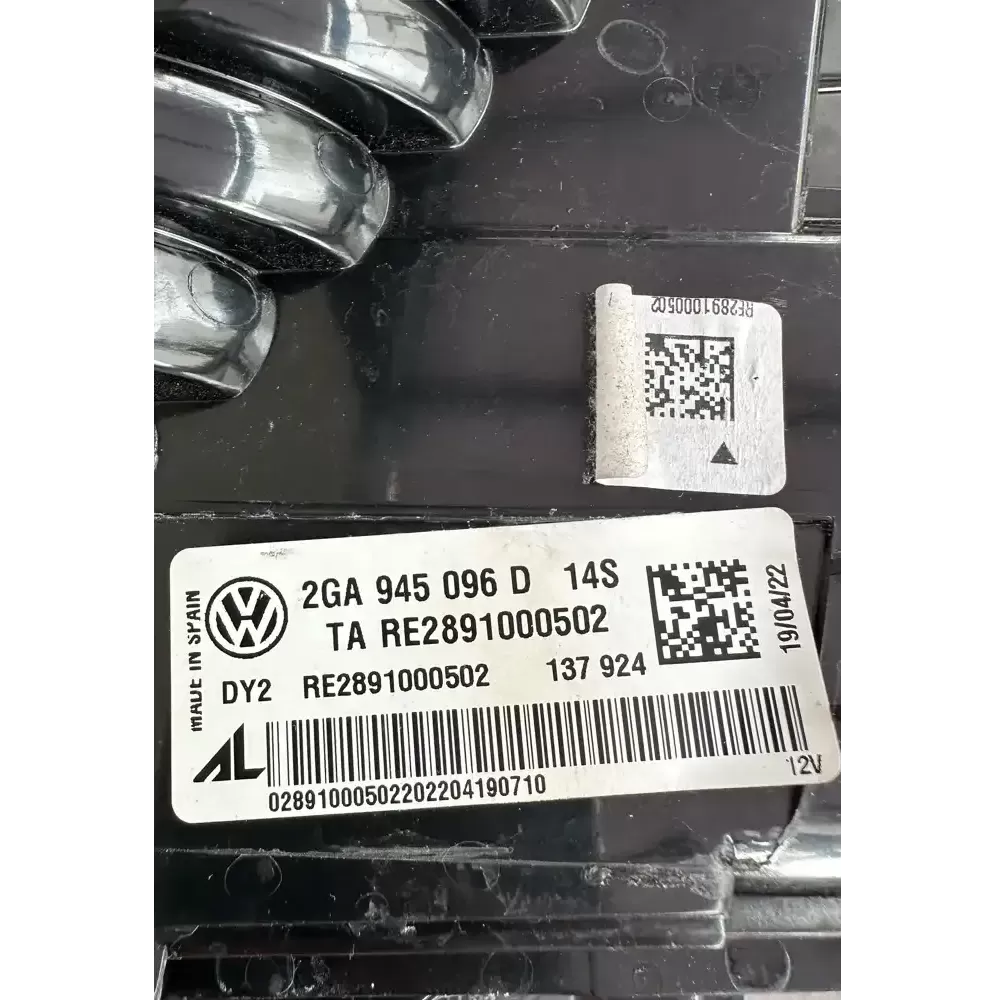 RE2891000502
MADE IN SPAIN
2GA 945 096 D 14S
TA RE2891000502
DY2 RE2891000502 137 924
19/04/22
AL
02891000502202204190710
12V